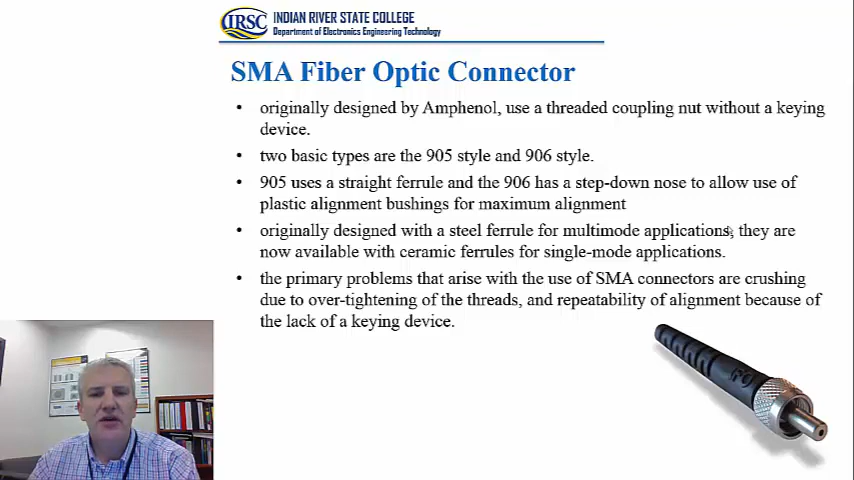 IRSC
INDIAN RIVER STATE COLLEGE
Department of Electronics Engineering Technology
SMA Fiber Optic Connector
• originally designed by Amphenol, use a threaded coupling nut without a keying
device.
• two basic types are the 905 style and 906 style.
• 905 uses a straight ferrule and the 906 has a step-down nose to allow use of
plastic alignment bushings for maximum alignment
• originally designed with a steel ferrule for multimode applications, they are
now available with ceramic ferrules for single-mode applications.
• the primary problems that arise with the use of SMA connectors are crushing
due to over-tightening of the threads, and repeatability of alignment because of
the lack of a keying device.